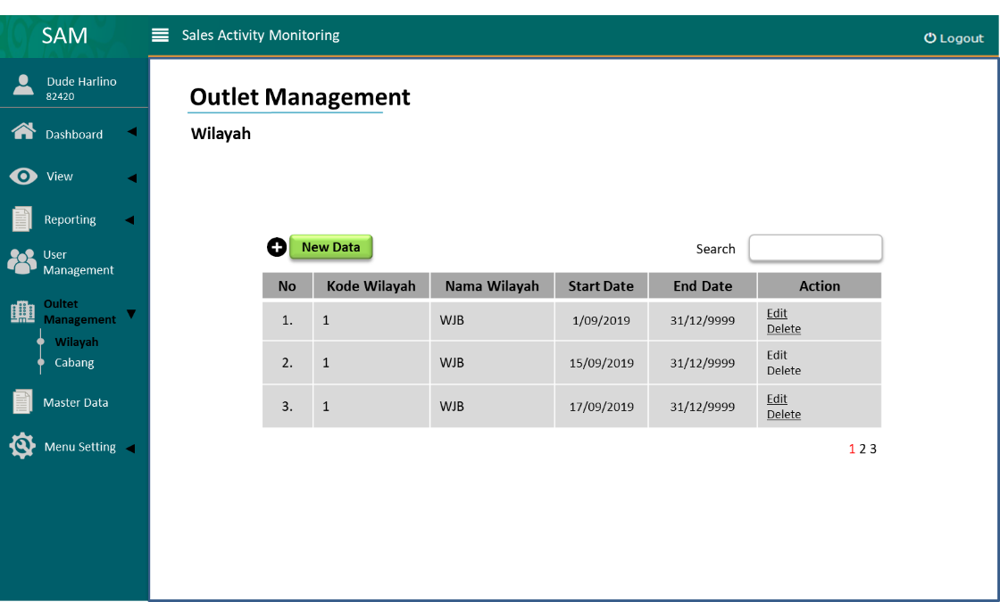 SAM
Sales Activity Monitoring
Logout
Dude Harlino
82420
Dashboard
View
Reporting
User
Management
Oultet
Management
Wilayah
Cabang
Master Data
Menu Setting
Outlet Management
Wilayah
New Data
Search
No Kode Wilayah Nama Wilayah Start Date End Date Action
1. 1 WJB 1/09/2019 31/12/9999 Edit
Delete
2. 1 WJB 15/09/2019 31/12/9999 Edit
Delete
3. 1 WJB 17/09/2019 31/12/9999 Edit
Delete
1 2 3